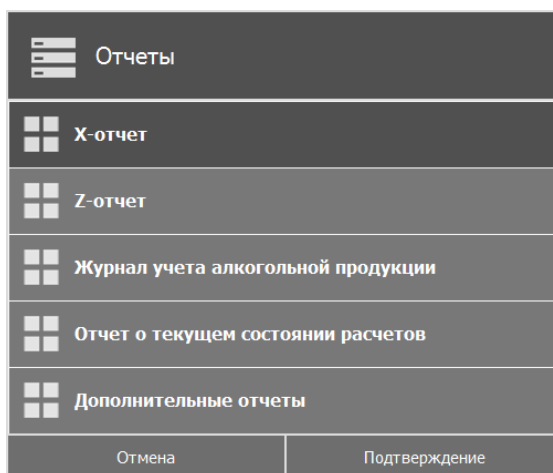 Отчеты
X-отчет
Z-отчет
Журнал учета алкогольной продукции
Отчет о текущем состоянии расчетов
Дополнительные отчеты
Отмена
Подтверждение